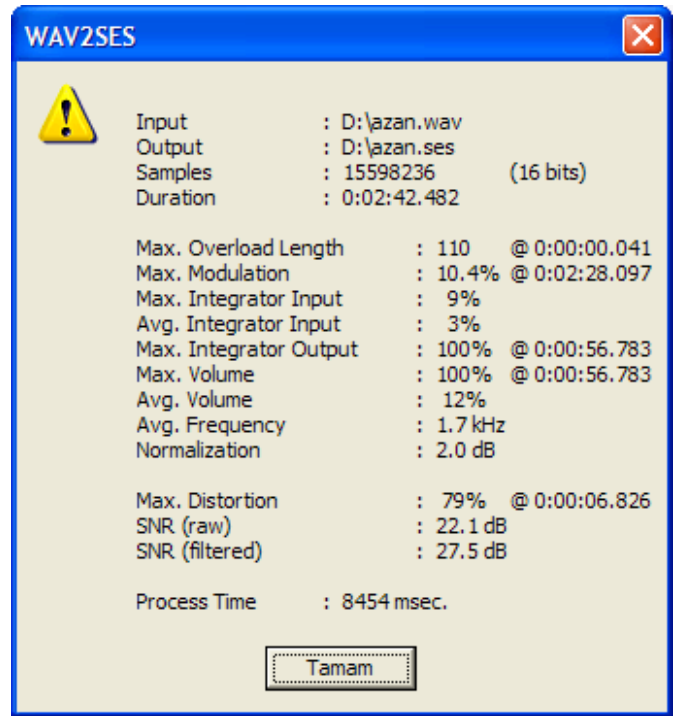 WAV2SES
Input : D:\azan.wav
Output : D:\azan.ses
Samples : 15598236 (16 bits)
Duration : 0:02:42.482
Max. Overload Length : 110 @ 0:00:00.041
Max. Modulation : 10.4% @ 0:02:28.097
Max. Integrator Input : 9%
Avg. Integrator Input : 3%
Max. Integrator Output : 100% @ 0:00:56.783
Max. Volume : 100% @ 0:00:56.783
Avg. Volume : 12%
Avg. Frequency : 1.7 kHz
Normalization : 2.0 dB
Max. Distortion : 79% @ 0:00:06.826
SNR (raw) : 22.1 dB
SNR (filtered) : 27.5 dB
Process Time : 8454 msec.
Tamam